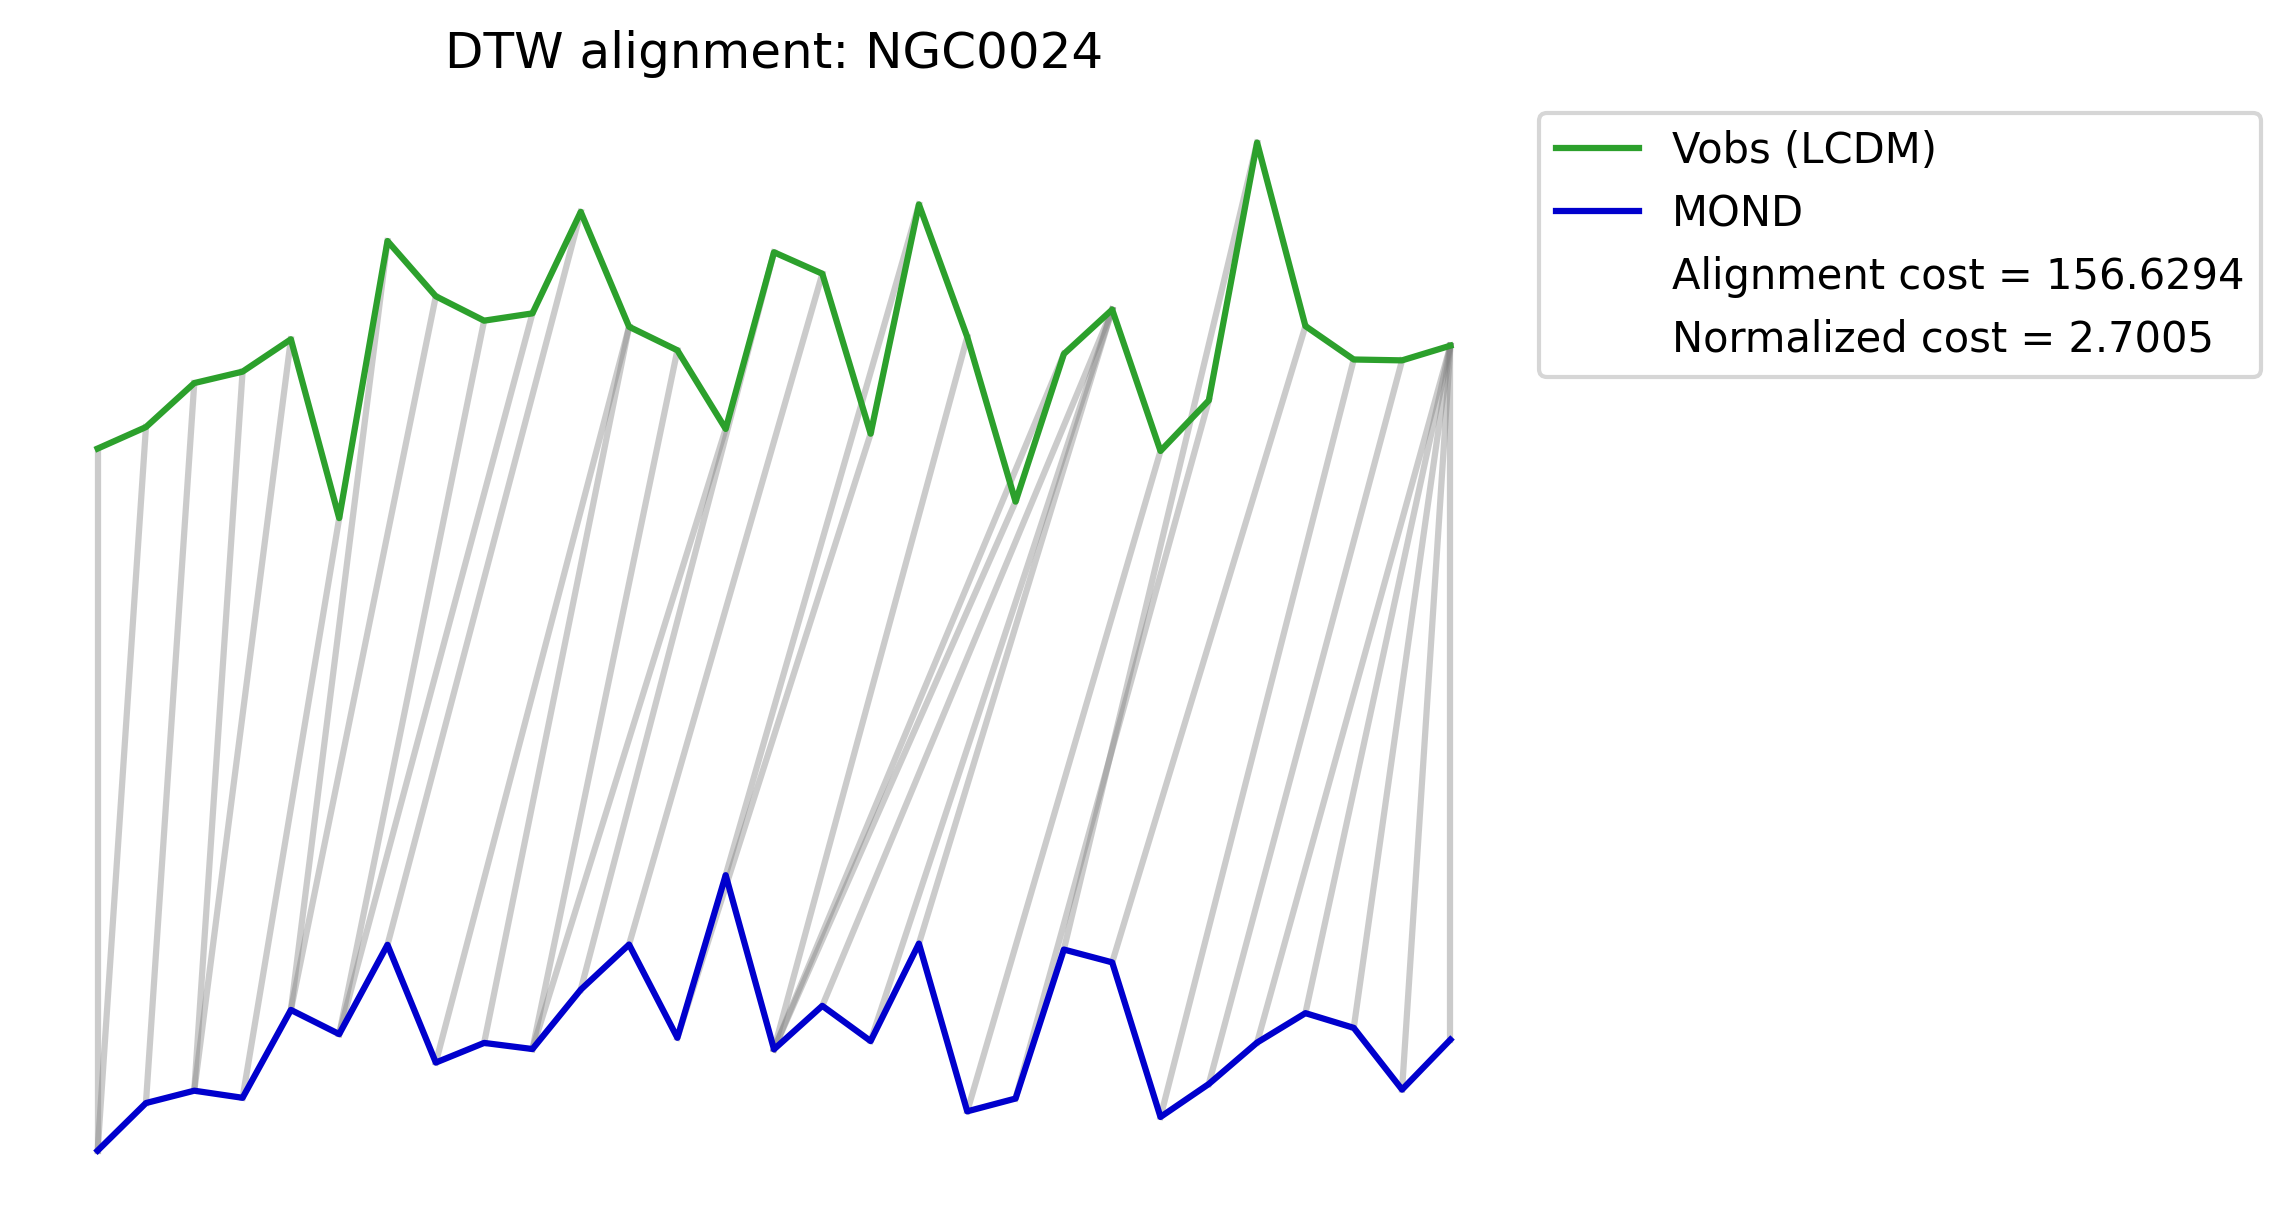 DTW alignment: NGC0024
Vobs (LCDM)
MOND
Alignment cost = 156.6294
Normalized cost = 2.7005